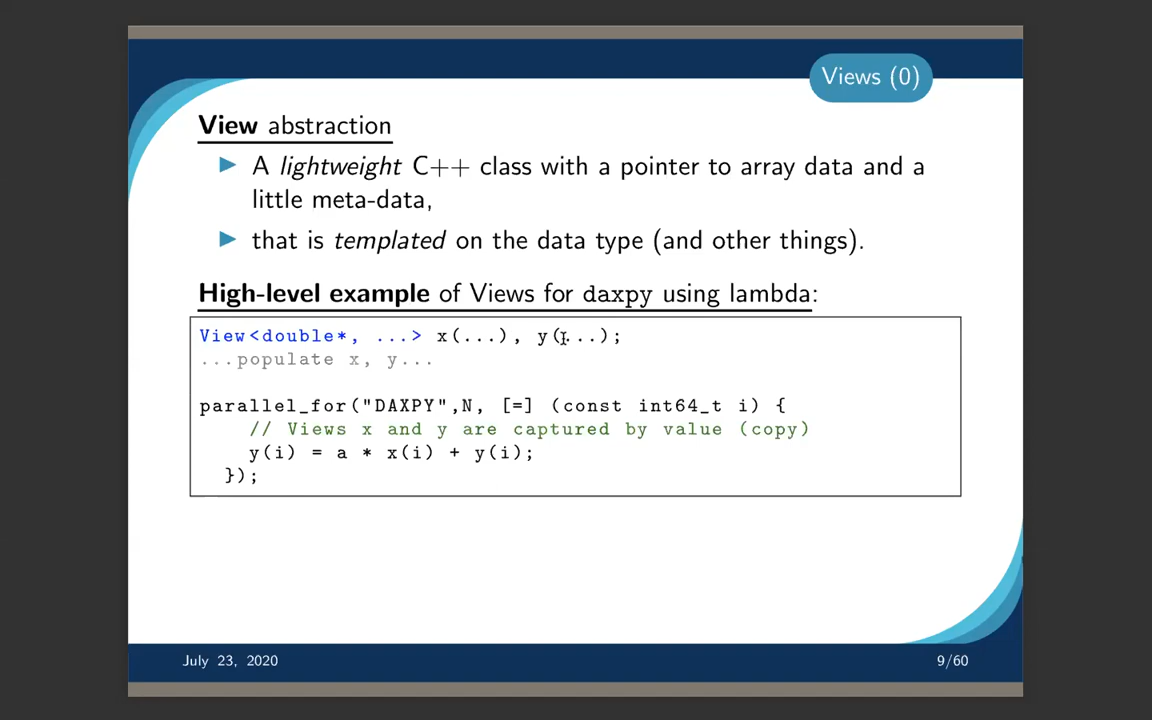 Views (0)
View abstraction
▶ A lightweight C++ class with a pointer to array data and a
little meta-data,
▶ that is templated on the data type (and other things).
High-level example of Views for daxpy using lambda:
View<double*, ...> x(...), y(...);
...populate x, y...
parallel_for("DAXPY",N, [=] (const int64_t i) {
// Views x and y are captured by value (copy)
y(i) = a * x(i) + y(i);
});
July 23, 2020
9/60